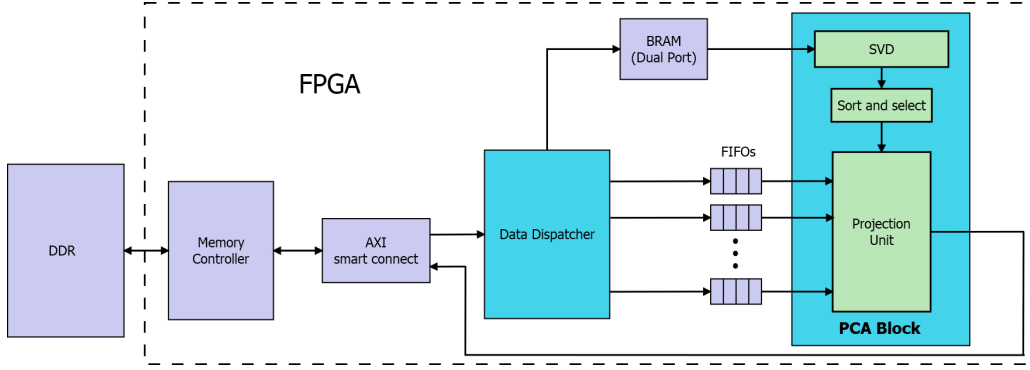 FPGA
BRAM
(Dual Port)
SVD
Sort and select
FIFOs
DDR
Memory
Controller
AXI
smart connect
Data Dispatcher
Projection
Unit
PCA Block